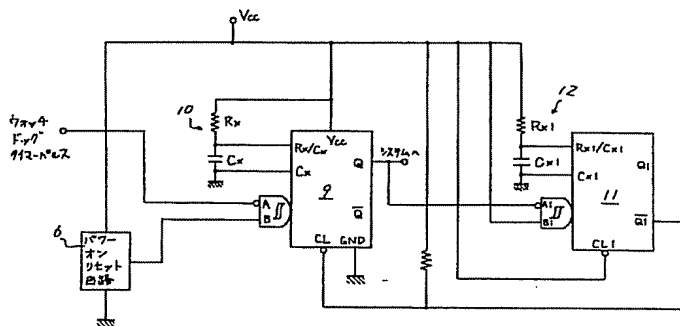 Vcc
10
Rx
Cx
Vcc
Rx/Cx
Cx
Q
Q̅
9
A
B
CL
GND
ウォッチ
ドッグ
タイマーパルス
システムへ
6
パワー
オン
リセット
回路
12
Rx1
Cx1
Rx1/Cx1
Cx1
Q1
Q̅1̅
11
A1
B1
CL1